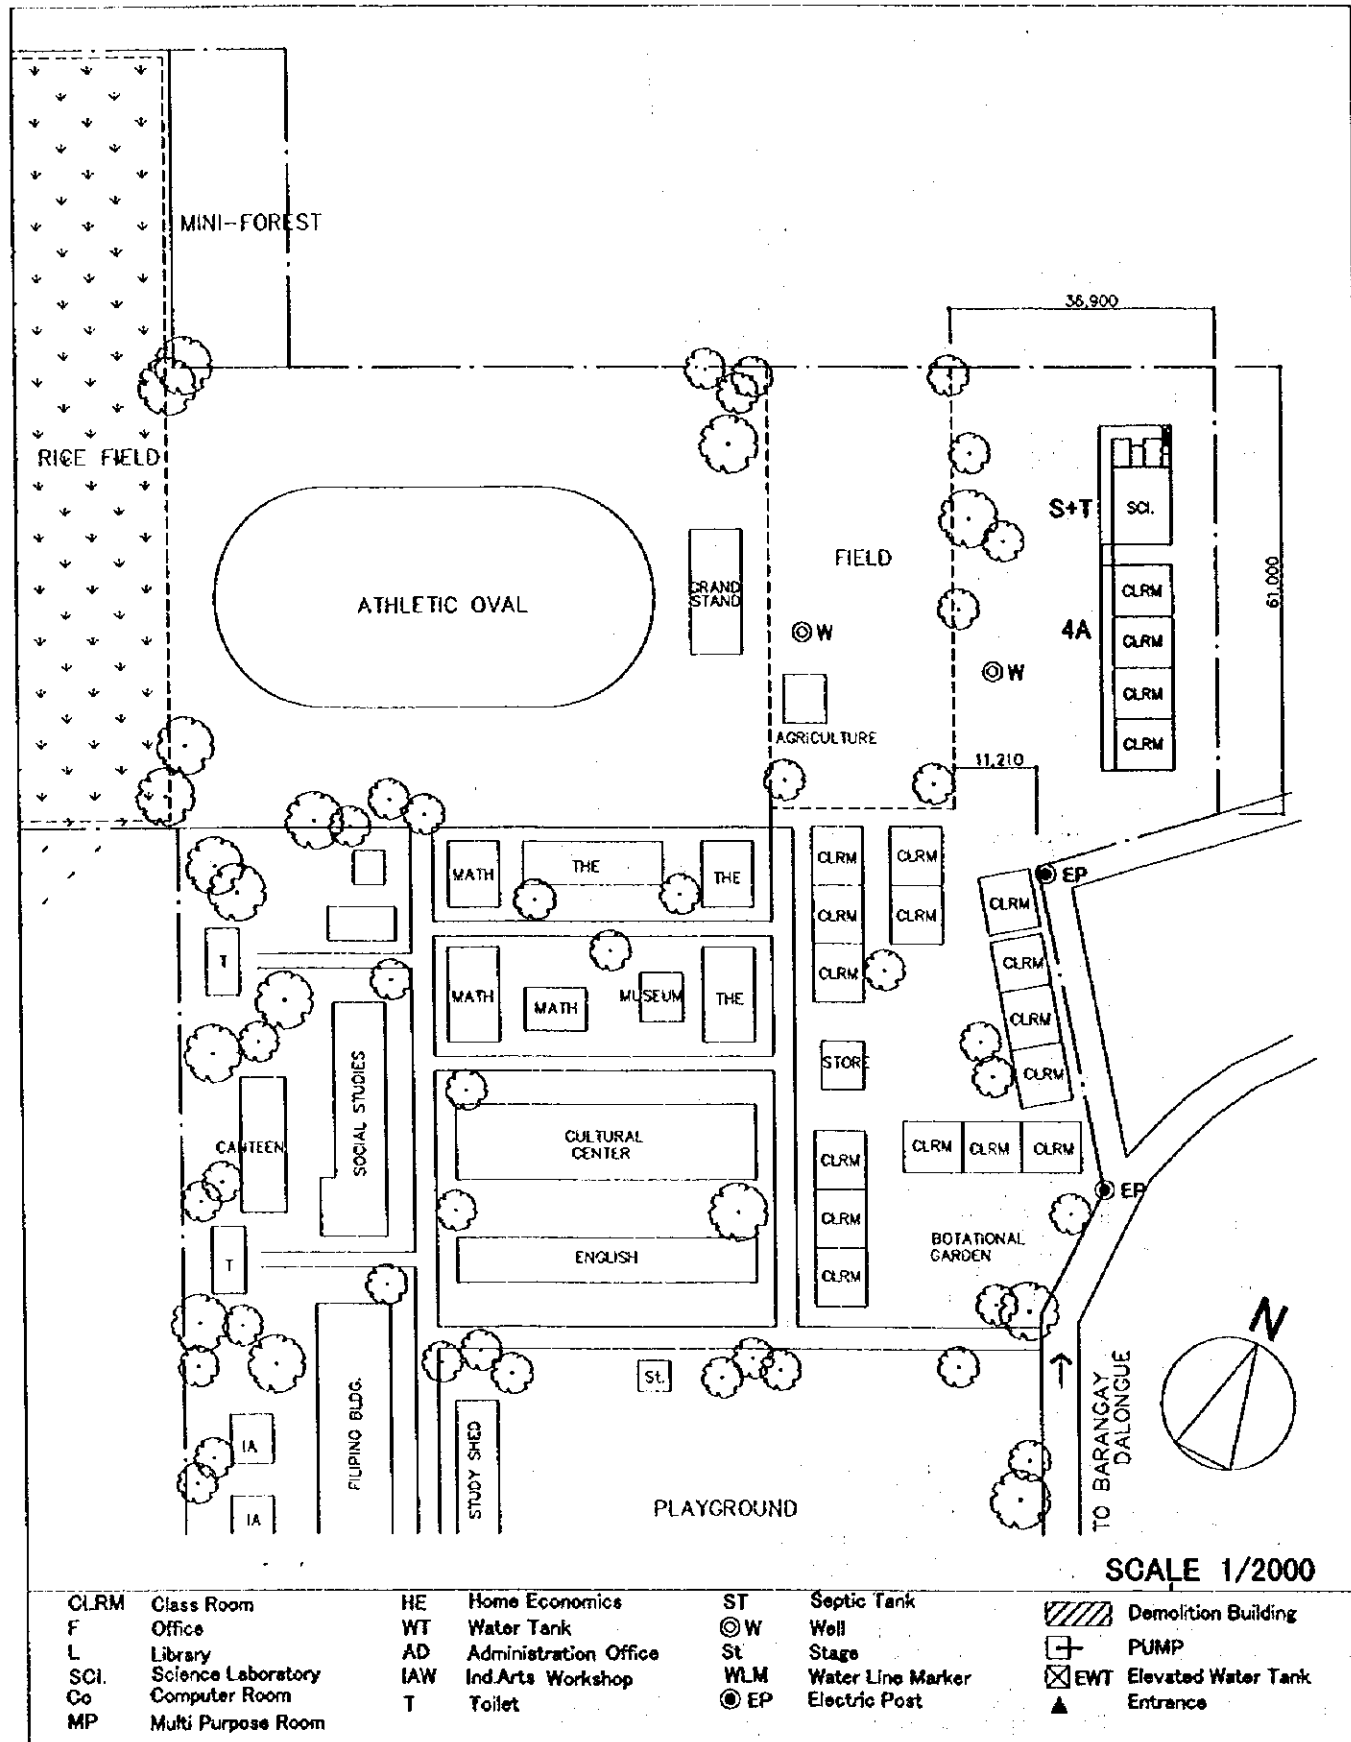 MINI-FOREST
36,900
RICE FIELD
S+T
SCI.
FIELD
ATHLETIC OVAL
GRAND
STAND
CLRM
61,000
W
4A
CLRM
W
CLRM
AGRICULTURE
CLRM
11,210
MATH
THE
THE
CLRM
CLRM
EP
CLRM
CLRM
CLRM
T
CLRM
CLRM
MATH
MATH
MUSEUM
THE
CLRM
SOCIAL STUDIES
STORE
CLRM
CANTEEN
CULTURAL
CENTER
CLRM
CLRM
CLRM
CLRM
EP
CLRM
T
ENGLISH
BOTATIONAL
GARDEN
CLRM
N
St.
TO BARANGAY
DALONGUE
FILIPINO BLDG.
STUDY SHED
IA
IA
PLAYGROUND
SCALE 1/2000
CLRM Class Room HE Home Economics ST Septic Tank Demolition Building
F Office WT Water Tank W Well PUMP
L Library AD Administration Office St Stage EWT Elevated Water Tank
SCI. Science Laboratory IAW Ind.Arts Workshop WLM Water Line Marker Entrance
Co Computer Room T Toilet EP Electric Post
MP Multi Purpose Room